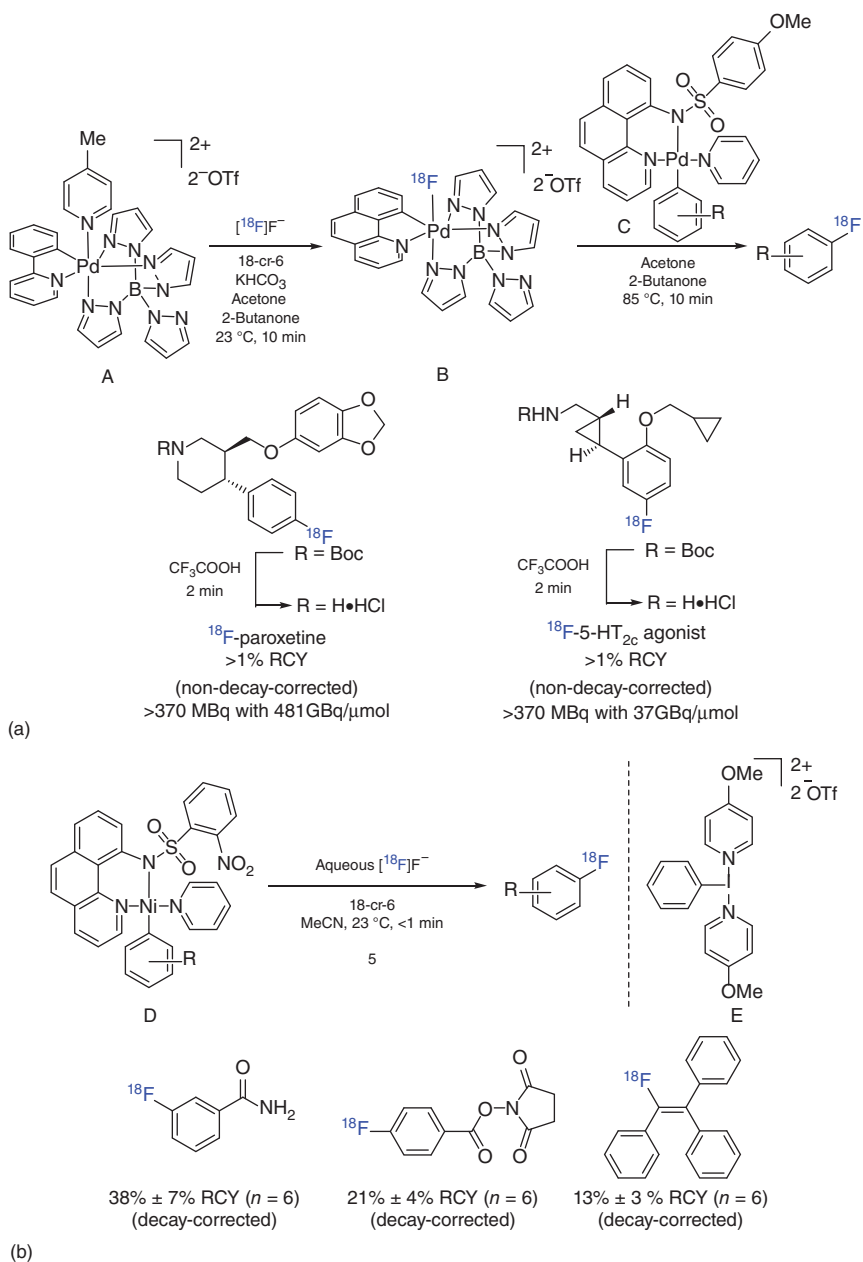 Me
N
N
Pd
N
N
N
N
N
N
B
N
N
2+
2⁻OTf
A
[¹⁸F]F⁻
18-cr-6
KHCO₃
Acetone
2-Butanone
23 °C, 10 min
¹⁸F
N
Pd
N
N
N
N
N
N
B
N
N
2+
2⁻OTf
B
OMe
O
S
O
N
N
Pd
N
R
C
Acetone
2-Butanone
85 °C, 10 min
R
¹⁸F
RN
O
O
O
¹⁸F
CF₃COOH
2 min
R = Boc
R = H•HCl
¹⁸F-paroxetine
>1% RCY
(non-decay-corrected)
>370 MBq with 481GBq/μmol
RHN
H
H
O
¹⁸F
CF₃COOH
2 min
R = Boc
R = H•HCl
¹⁸F-5-HT₂c agonist
>1% RCY
(non-decay-corrected)
>370 MBq with 37GBq/μmol
(a)
O
S
O
N
NO₂
N
Ni
N
R
D
Aqueous [¹⁸F]F⁻
18-cr-6
MeCN, 23 °C, <1 min
5
R
¹⁸F
OMe
N
I
N
OMe
2+
2⁻OTf
E
¹⁸F
O
NH₂
38% ± 7% RCY (n = 6)
(decay-corrected)
¹⁸F
O
O
N
O
O
21% ± 4% RCY (n = 6)
(decay-corrected)
¹⁸F
13% ± 3 % RCY (n = 6)
(decay-corrected)
(b)